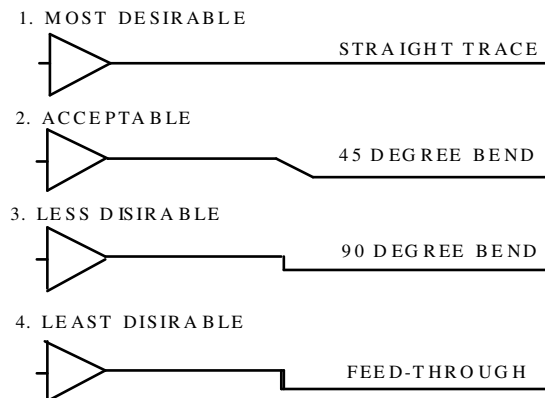 1. MOST DESIRABLE
STRAIGHT TRACE
2. ACCEPTABLE
45 DEGREE BEND
3. LESS DISIRABLE
90 DEGREE BEND
4. LEAST DISIRABLE
FEED-THROUGH